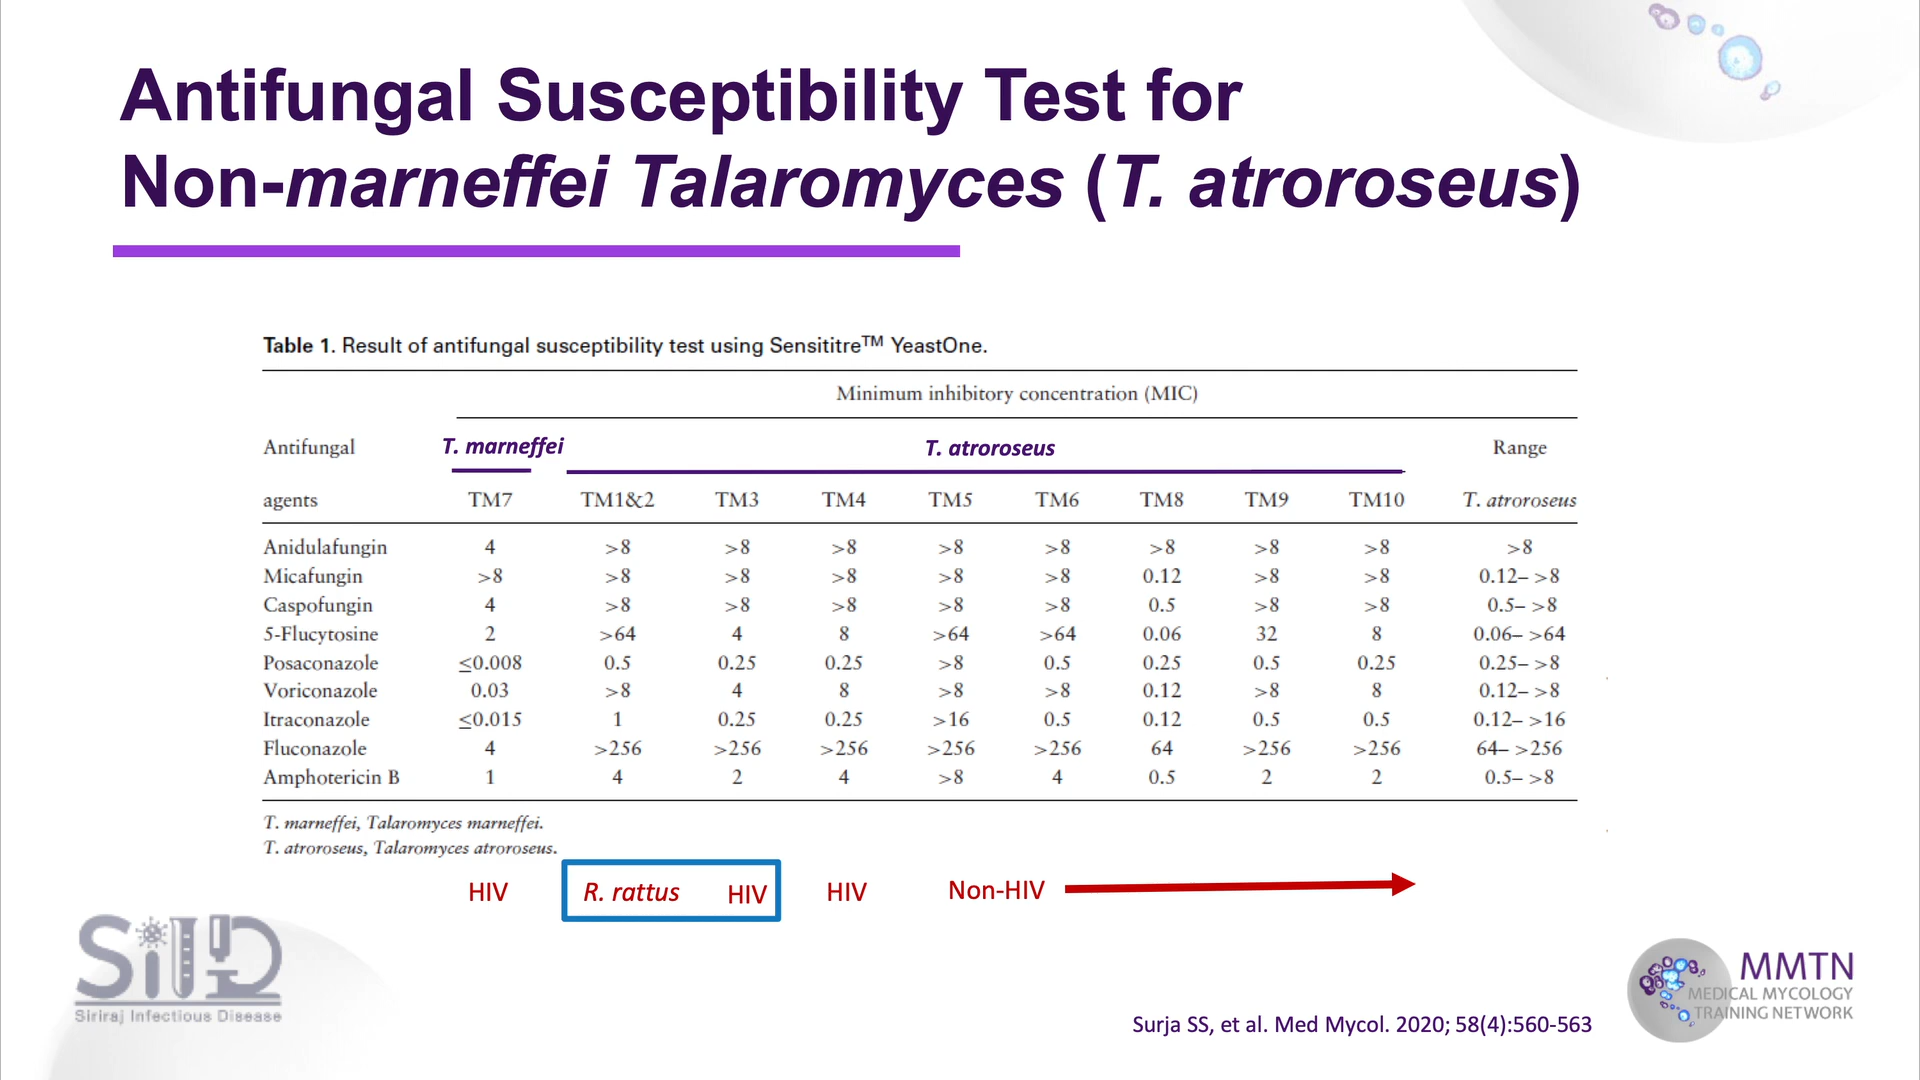 Antifungal Susceptibility Test for
Non-marneffei Talaromyces (T. atroroseus)
Table 1. Result of antifungal susceptibility test using Sensititre™ YeastOne.
Minimum inhibitory concentration (MIC)
Antifungal T. marneffei T. atroroseus Range
agents TM7 TM1&2 TM3 TM4 TM5 TM6 TM8 TM9 TM10 T. atroroseus
Anidulafungin 4 >8 >8 >8 >8 >8 >8 >8 >8 >8
Micafungin >8 >8 >8 >8 >8 >8 0.12 >8 >8 0.12– >8
Caspofungin 4 >8 >8 >8 >8 >8 0.5 >8 >8 0.5– >8
5-Flucytosine 2 >64 4 8 >64 >64 0.06 32 8 0.06– >64
Posaconazole ≤0.008 0.5 0.25 0.25 >8 0.5 0.25 0.5 0.25 0.25– >8
Voriconazole 0.03 >8 4 8 >8 >8 0.12 >8 8 0.12– >8
Itraconazole ≤0.015 1 0.25 0.25 >16 0.5 0.12 0.5 0.5 0.12– >16
Fluconazole 4 >256 >256 >256 >256 >256 64 >256 >256 64– >256
Amphotericin B 1 4 2 4 >8 4 0.5 2 2 0.5– >8
T. marneffei, Talaromyces marneffei.
T. atroroseus, Talaromyces atroroseus.
HIV R. rattus HIV HIV Non-HIV
SiID
Siriraj Infectious Disease
Surja SS, et al. Med Mycol. 2020; 58(4):560-563
MMTN
MEDICAL MYCOLOGY
TRAINING NETWORK